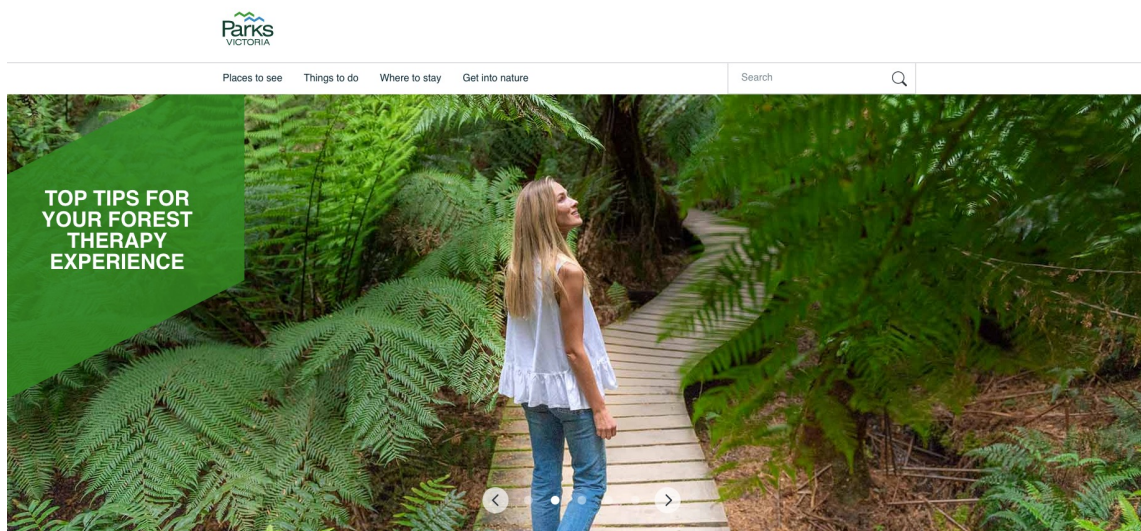 Parks
VICTORIA
Places to see
Things to do
Where to stay
Get into nature
Search
TOP TIPS FOR
YOUR FOREST
THERAPY
EXPERIENCE